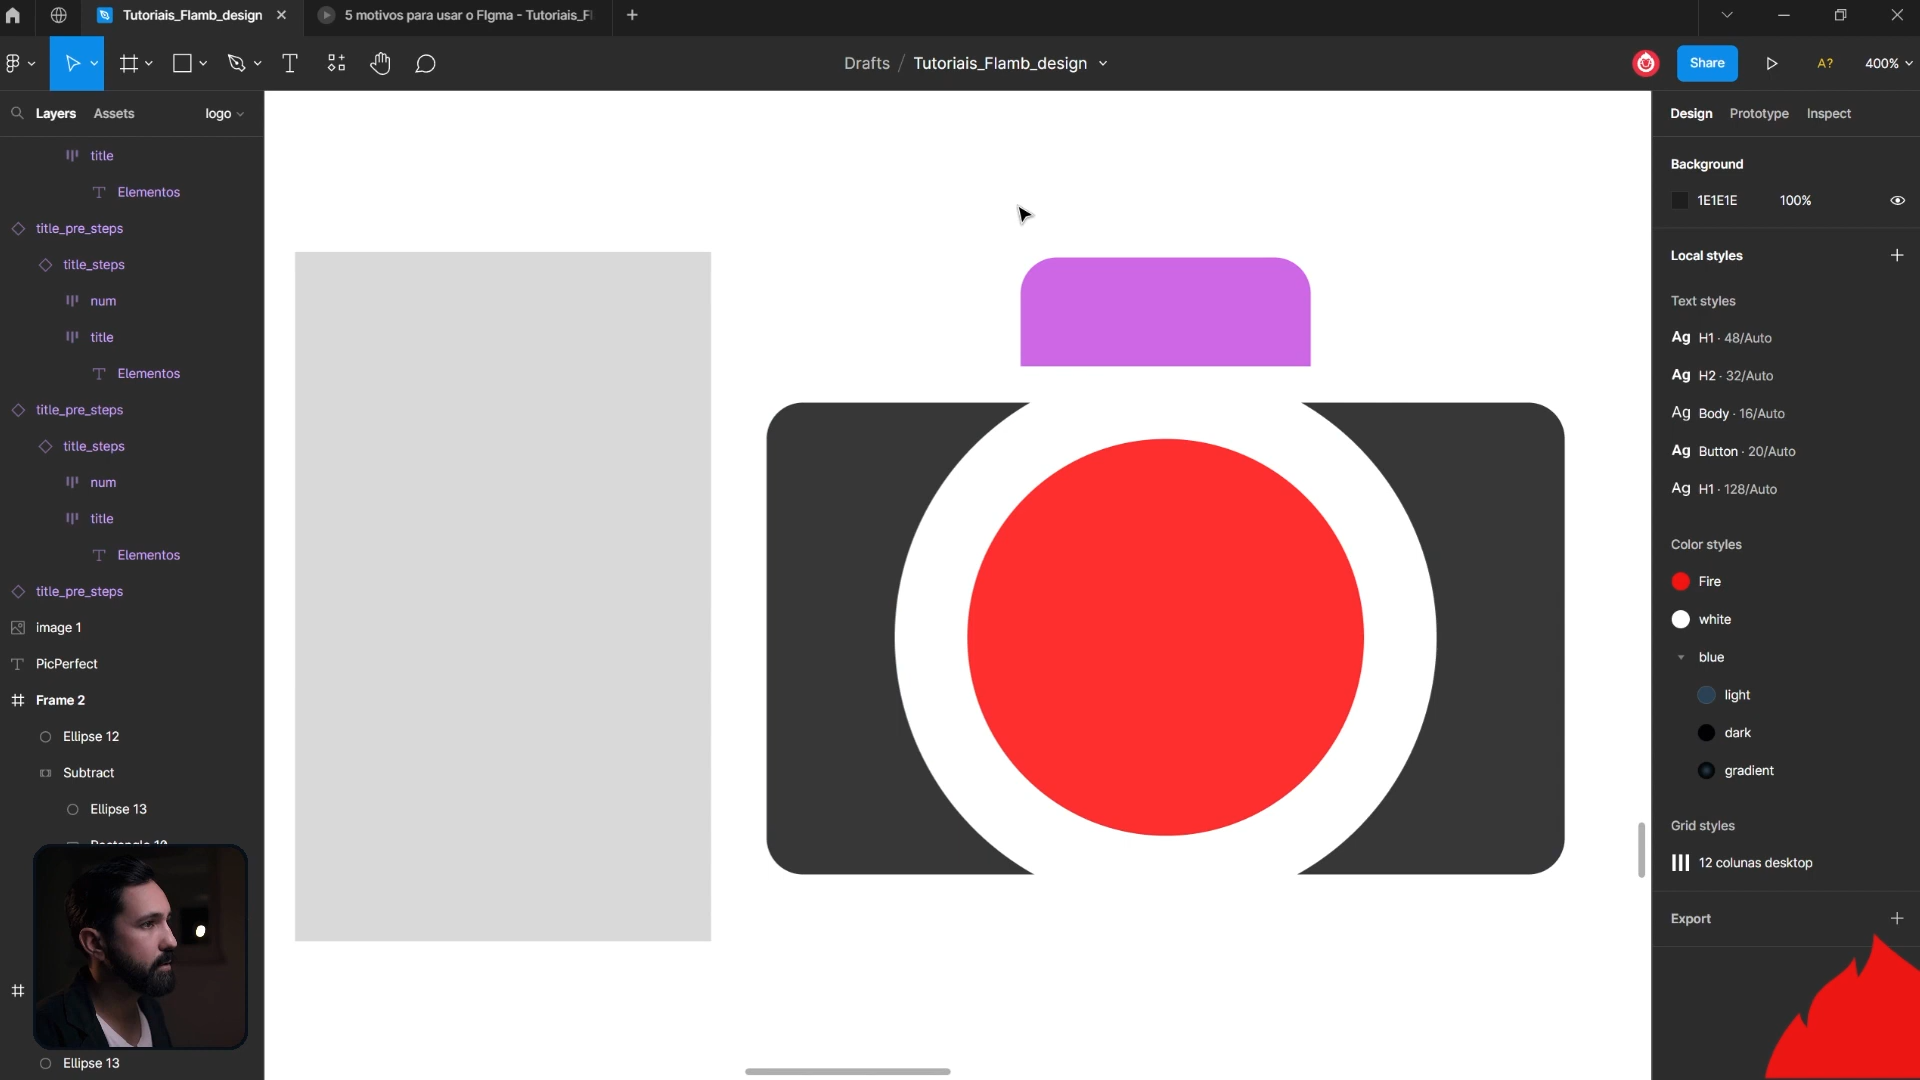 Tutoriais_Flamb_design
5 motivos para usar o FIgma - Tutoriais_F
Drafts / Tutoriais_Flamb_design
Share
A?
400%
Layers
Assets
logo
title
Elementos
title_pre_steps
title_steps
num
title
Elementos
title_pre_steps
title_steps
num
title
Elementos
title_pre_steps
image 1
PicPerfect
Frame 2
Ellipse 12
Subtract
Ellipse 13
Ellipse 13
Design
Prototype
Inspect
Background
1E1E1E
100%
Local styles
Text styles
Ag H1 · 48/Auto
Ag H2 · 32/Auto
Ag Body · 16/Auto
Ag Button · 20/Auto
Ag H1 · 128/Auto
Color styles
Fire
white
blue
light
dark
gradient
Grid styles
12 colunas desktop
Export